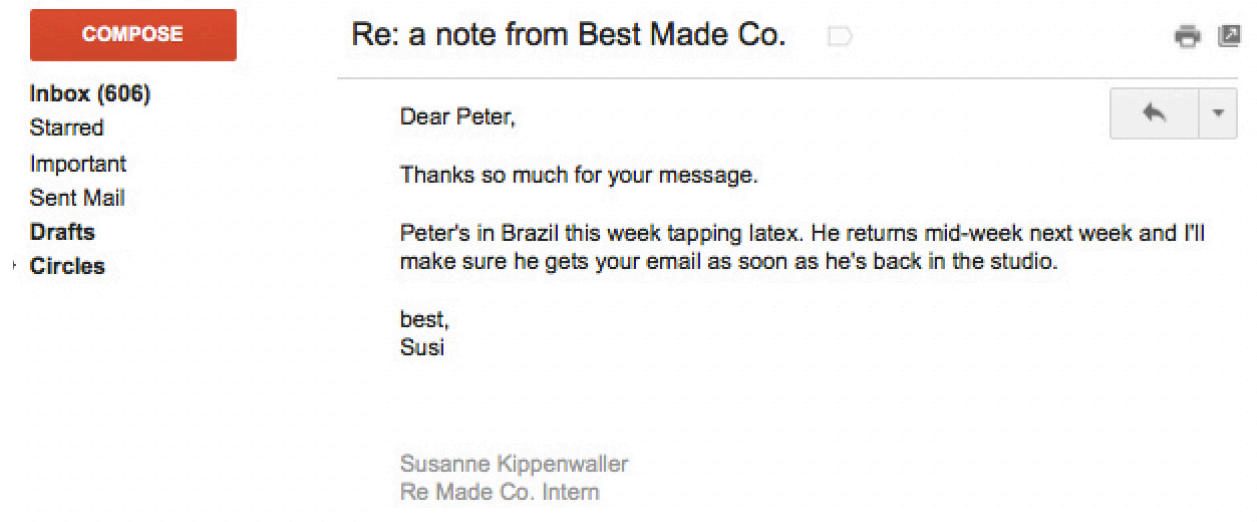 COMPOSE
Inbox (606)
Starred
Important
Sent Mail
Drafts
Circles
Re: a note from Best Made Co.
Dear Peter,
Thanks so much for your message.
Peter's in Brazil this week tapping latex. He returns mid-week next week and I'll
make sure he gets your email as soon as he's back in the studio.
best,
Susi
Susanne Kippenwaller
Re Made Co. Intern